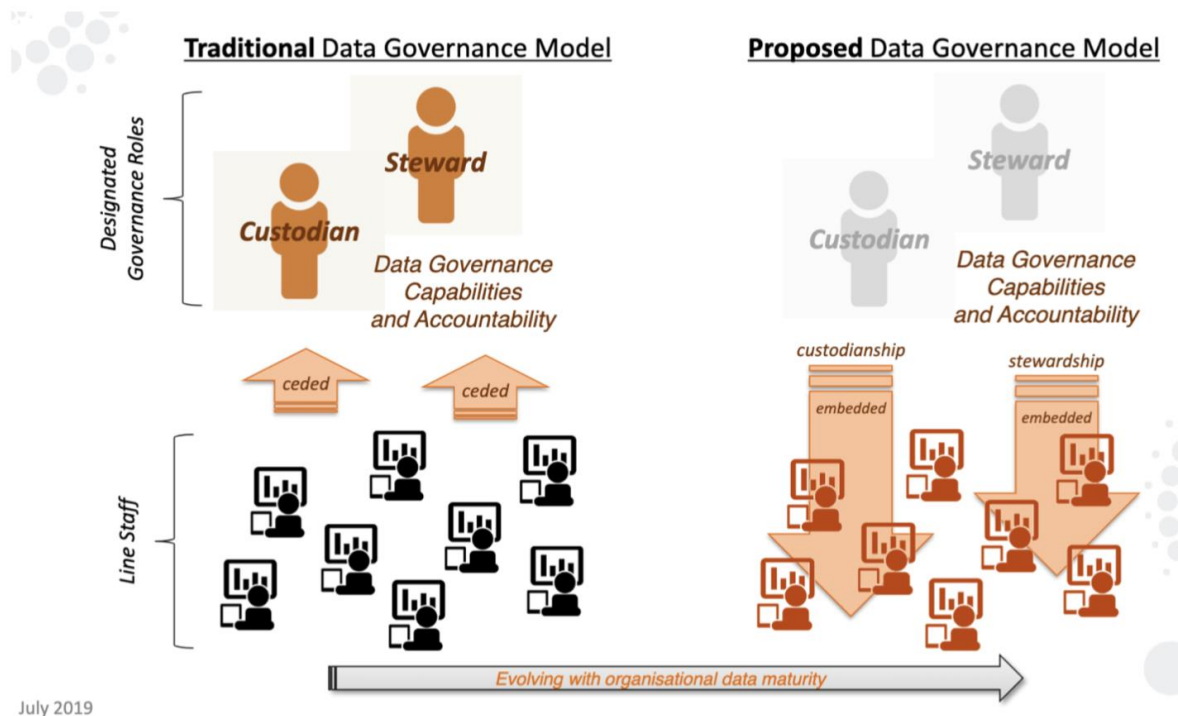 Traditional Data Governance Model
Proposed Data Governance Model
Designated
Governance Roles
Steward
Custodian
Data Governance
Capabilities
and Accountability
ceded
ceded
Line Staff
Steward
Custodian
Data Governance
Capabilities
and Accountability
custodianship
stewardship
embedded
embedded
Evolving with organisational data maturity
July 2019